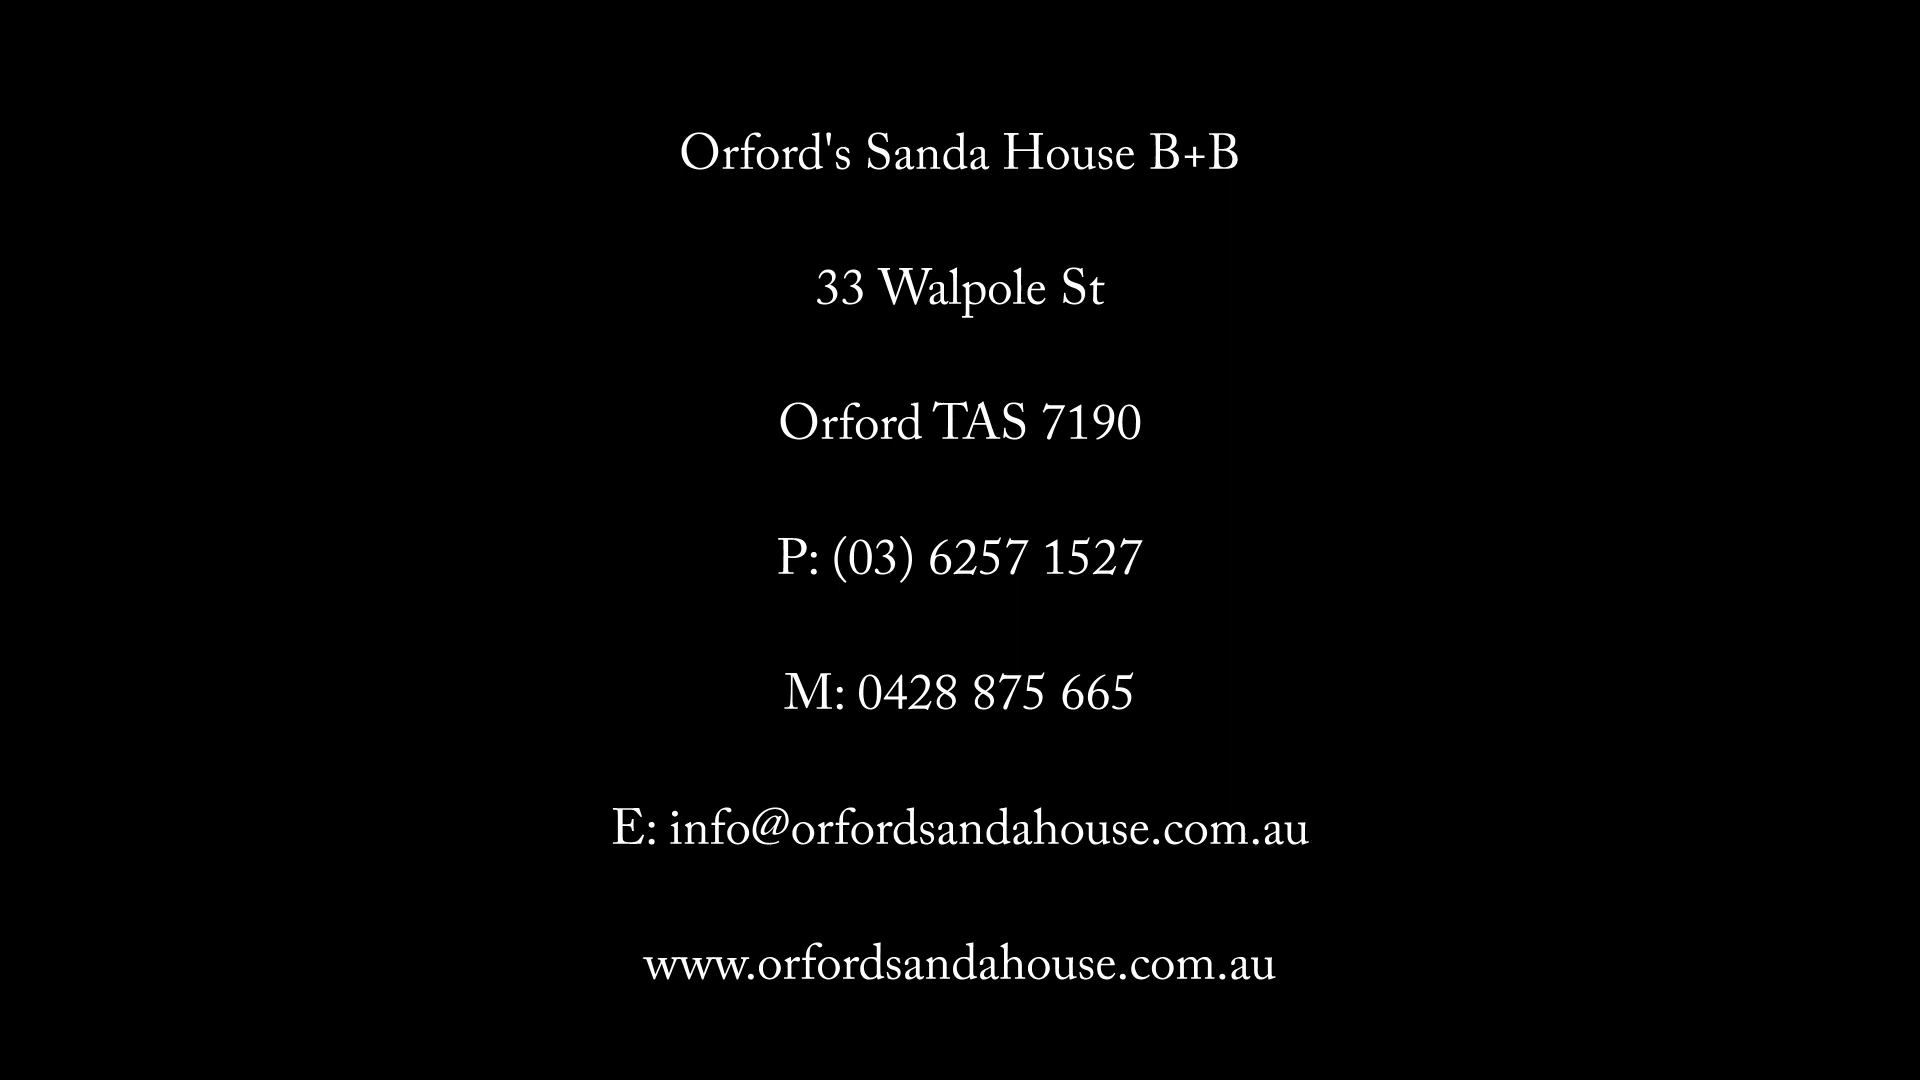 Orford's Sanda House B+B
33 Walpole St
Orford TAS 7190
P: (03) 6257 1527
M: 0428 875 665
E: info@orfordsandahouse.com.au
www.orfordsandahouse.com.au